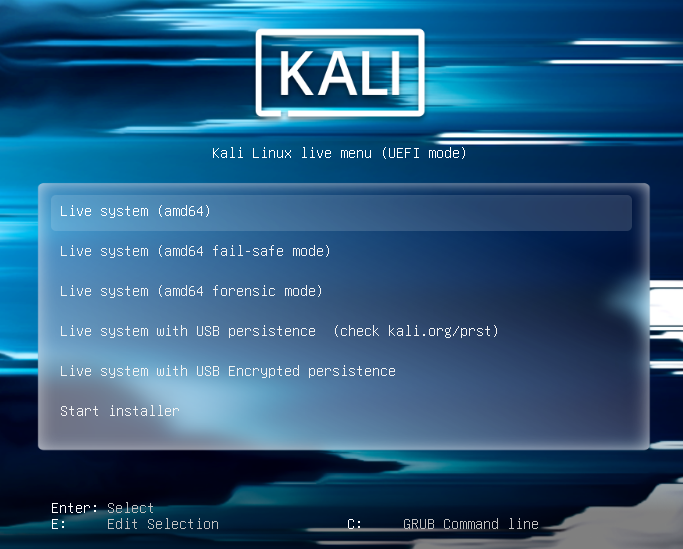 KALI
Kali Linux live menu (UEFI mode)
Live system (amd64)
Live system (amd64 fail-safe mode)
Live system (amd64 forensic mode)
Live system with USB persistence  (check kali.org/prst)
Live system with USB Encrypted persistence
Start installer
Enter: Select
E: Edit Selection C: GRUB Command line